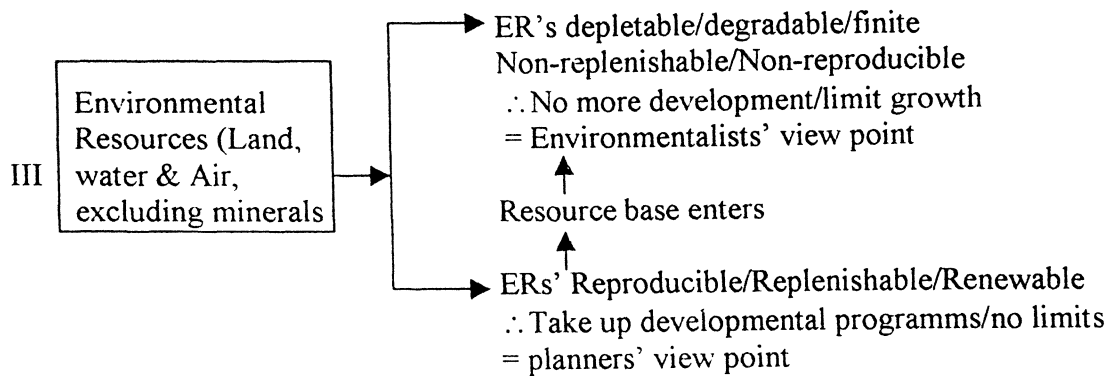 III
Environmental
Resources (Land,
water & Air,
excluding minerals
ER's depletable/degradable/finite
Non-replenishable/Non-reproducible
∴ No more development/limit growth
= Environmentalists' view point
Resource base enters
ERs' Reproducible/Replenishable/Renewable
∴ Take up developmental programms/no limits
= planners' view point